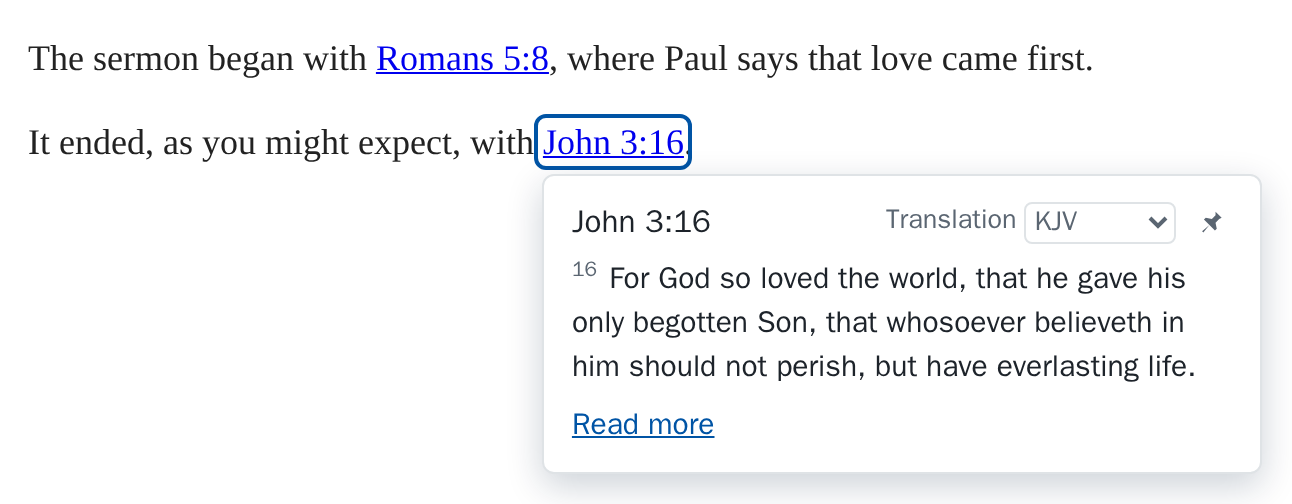 The sermon began with Romans 5:8, where Paul says that love came first.
It ended, as you might expect, with John 3:16.
John 3:16 Translation KJV
16 For God so loved the world, that he gave his
only begotten Son, that whosoever believeth in
him should not perish, but have everlasting life.
Read more